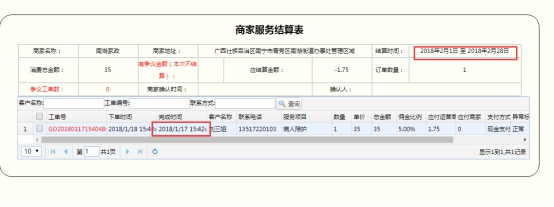 商家服务结算表
商家名称： 南湖家政 商家地址： 广西壮族自治区南宁市青秀区南湖街道办事处管理区域 结算时间： 2018年2月1日 至 2018年2月28日
消费总金额： 35 有争议金额（本次不结算）： 应结算金额： -1.75 订单数量： 1
争议工单数： 0 商家确认时间： 确认人：
客户名称: 工单编号: 联系方式: 查询
工单号 下单时间 完成时间 客户名称 联系电话 服务项目 数量 单价 总金额 佣金比例 应付运营商 应付商家 支付方式 异常标
1 GD20180117154048 2018/1/18 15:4 2018/1/17 15:42 刘三姐 13517220103 病人陪护 1 35 35 5.00% 1.75 0 现金支付 正常
10 第 1 共1页 显示1到1,共1记录